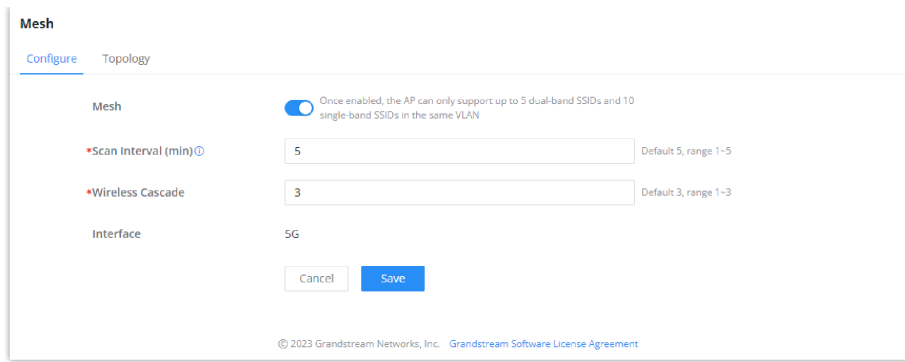 Mesh
Configure Topology
Mesh
Once enabled, the AP can only support up to 5 dual-band SSIDs and 10
single-band SSIDs in the same VLAN
*Scan Interval (min) 5 Default 5, range 1~5
*Wireless Cascade 3 Default 3, range 1~3
Interface 5G
Cancel Save
© 2023 Grandstream Networks, Inc. Grandstream Software License Agreement